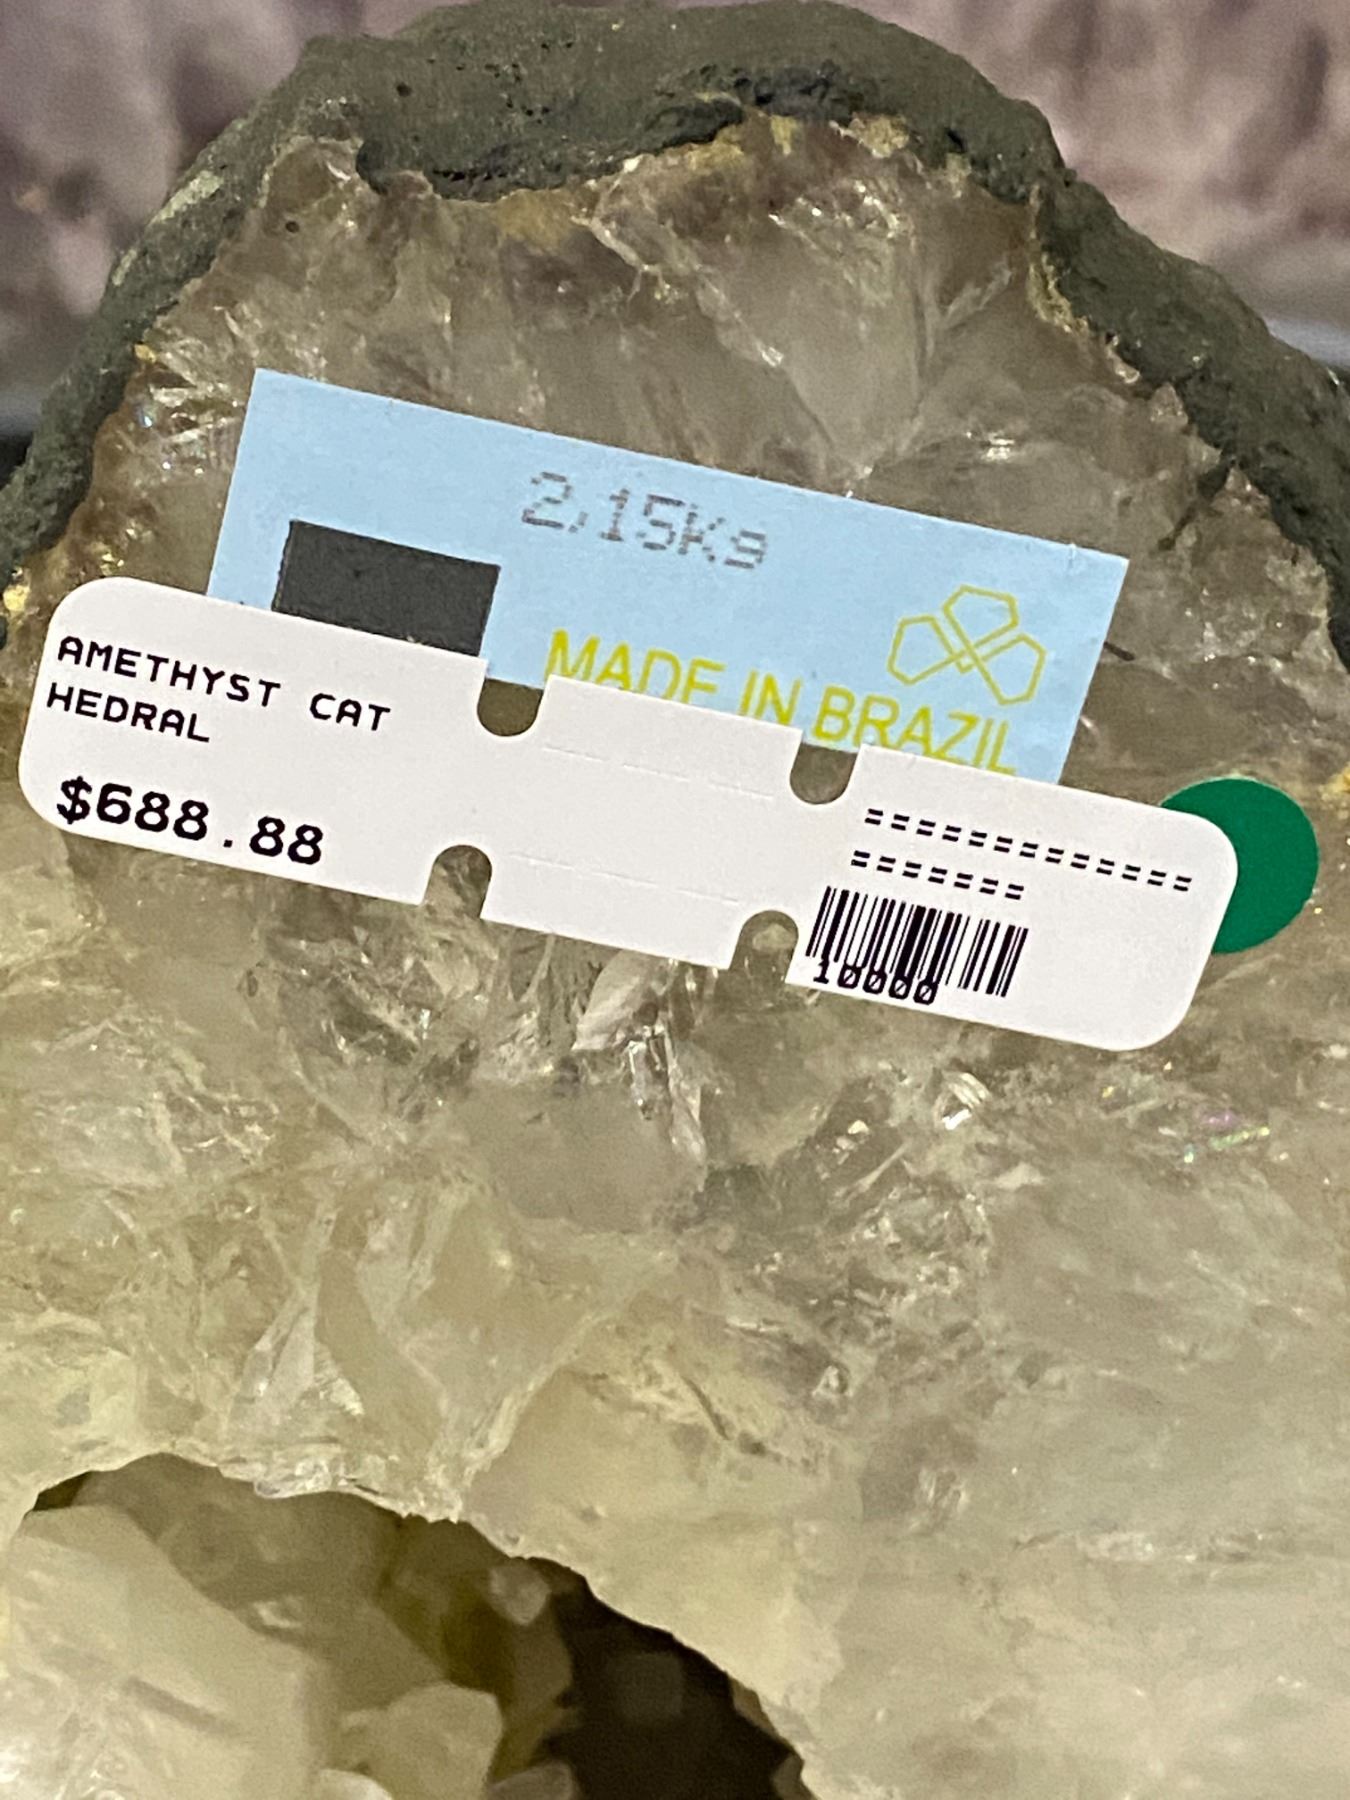 2,15Kg
MADE IN BRAZIL
AMETHYST CAT
HEDRAL
$688.88
=============
=======
10000